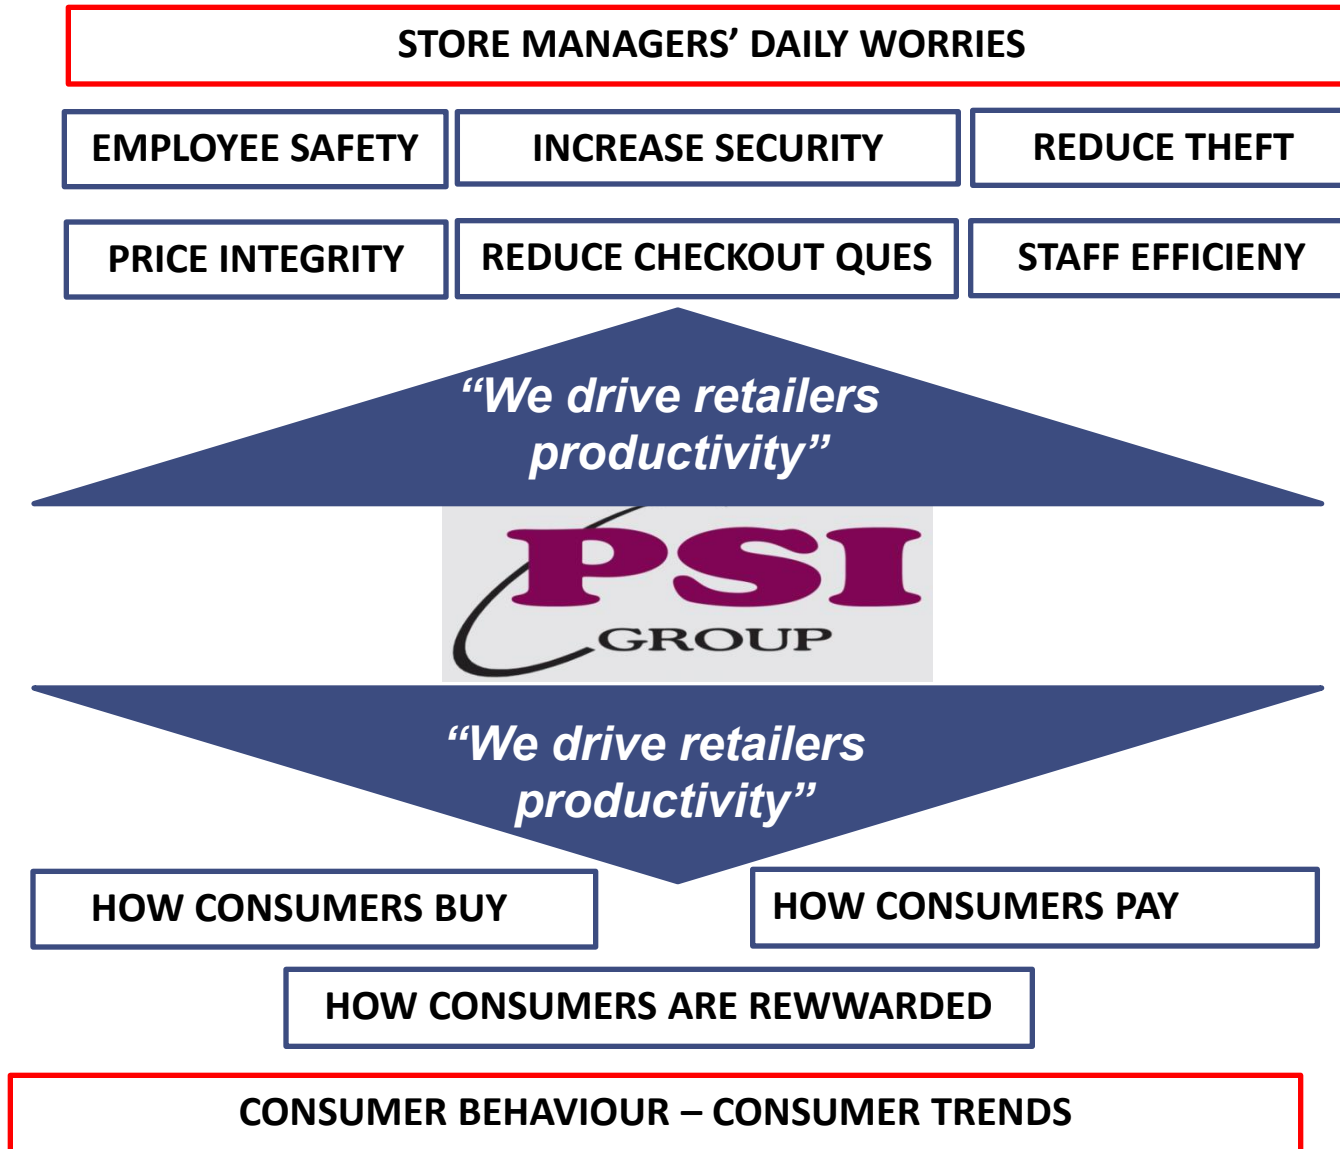 STORE MANAGERS’ DAILY WORRIES
EMPLOYEE SAFETY
INCREASE SECURITY
REDUCE THEFT
PRICE INTEGRITY
REDUCE CHECKOUT QUES
STAFF EFFICIENY
“We drive retailers
productivity”
PSI
GROUP
“We drive retailers
productivity”
HOW CONSUMERS BUY
HOW CONSUMERS PAY
HOW CONSUMERS ARE REWWARDED
CONSUMER BEHAVIOUR – CONSUMER TRENDS